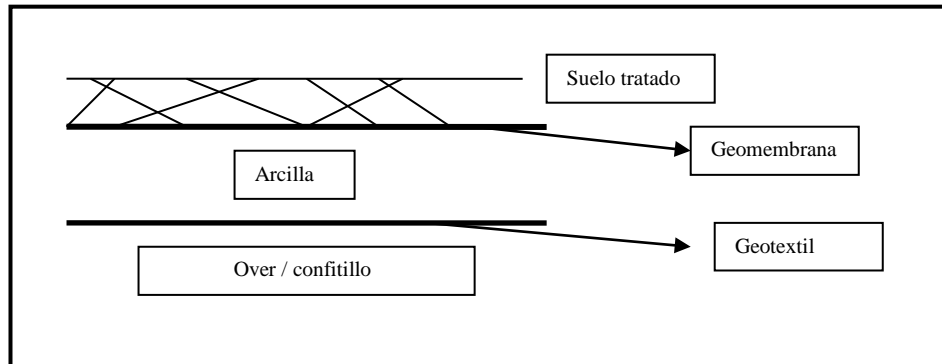 Suelo tratado
Geomembrana
Arcilla
Geotextil
Over / confitillo